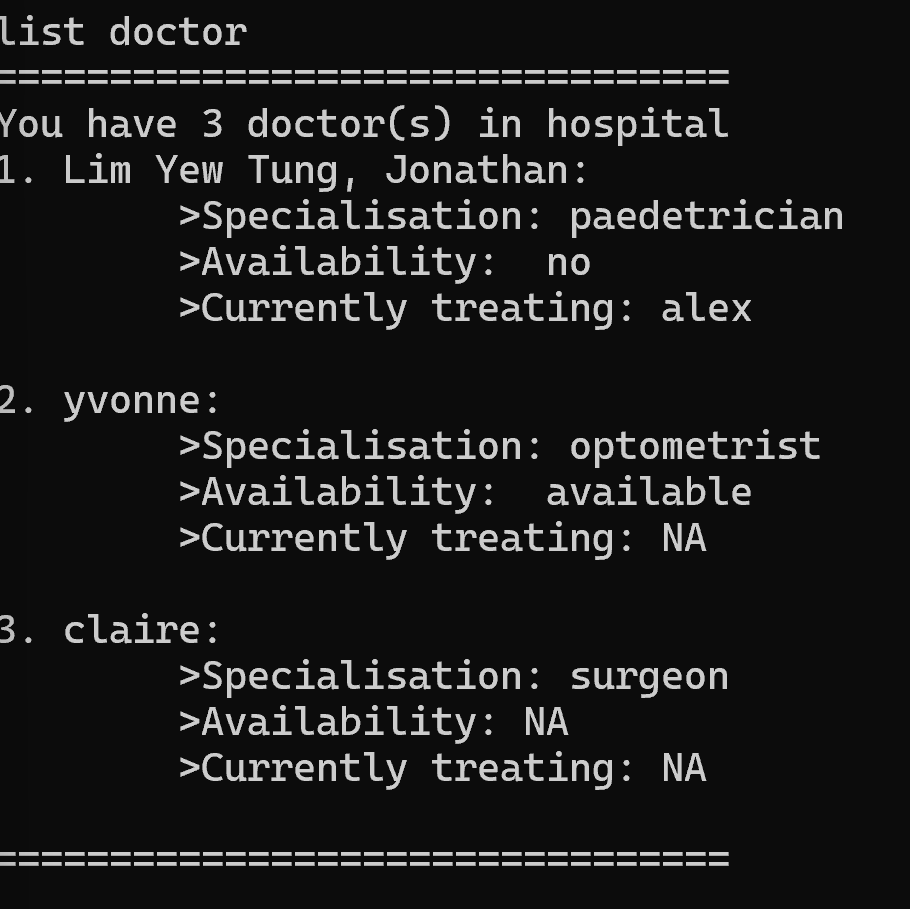 list doctor
================================
You have 3 doctor(s) in hospital
1. Lim Yew Tung, Jonathan:
        >Specialisation: paedetrician
        >Availability:  no
        >Currently treating: alex

2. yvonne:
        >Specialisation: optometrist
        >Availability:  available
        >Currently treating: NA

3. claire:
        >Specialisation: surgeon
        >Availability: NA
        >Currently treating: NA

================================